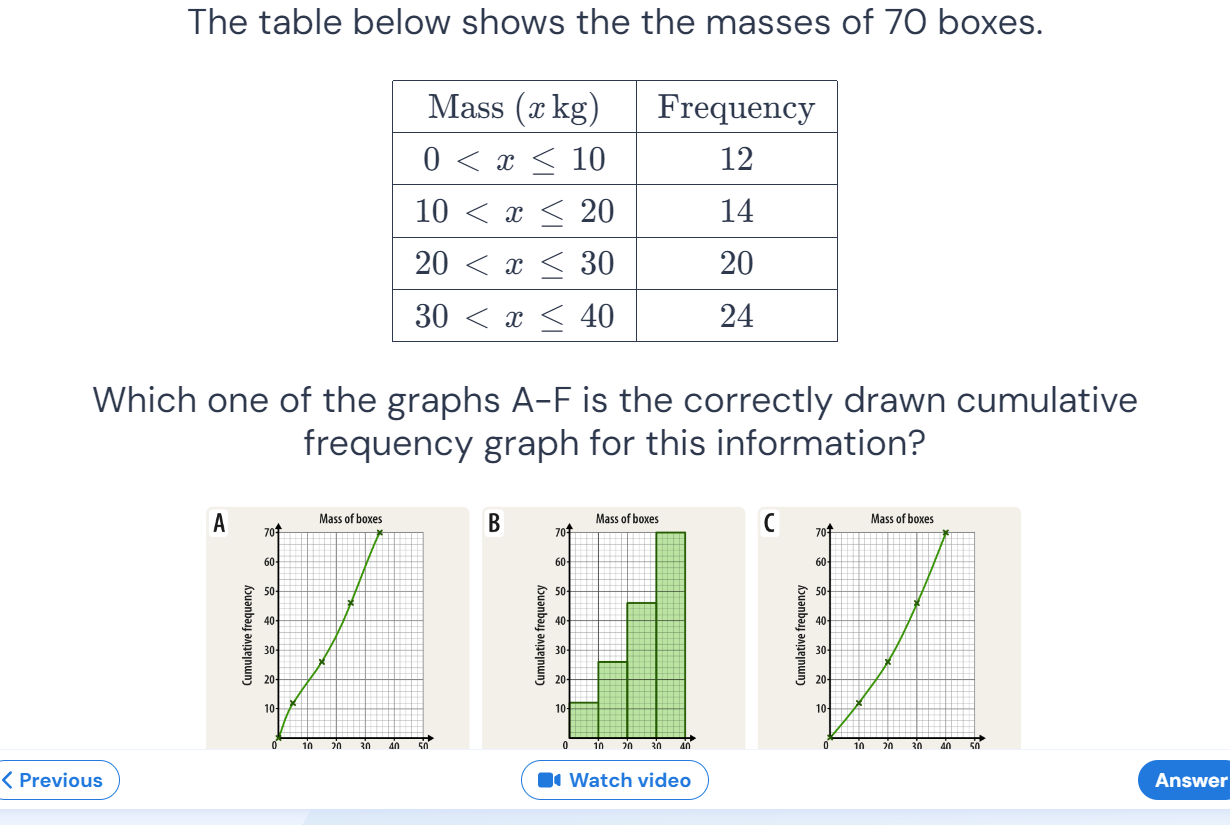 The table below shows the the masses of 70 boxes.
Mass (x kg) Frequency
0 < x ≤ 10 12
10 < x ≤ 20 14
20 < x ≤ 30 20
30 < x ≤ 40 24
Which one of the graphs A-F is the correctly drawn cumulative
frequency graph for this information?
A
Mass of boxes
Cumulative frequency
70
60
50
40
30
20
10
0 10 20 30 40 50
B
Mass of boxes
Cumulative frequency
70
60
50
40
30
20
10
0 10 20 30 40
C
Mass of boxes
Cumulative frequency
70
60
50
40
30
20
10
0 10 20 30 40 50
Previous
Watch video
Answer